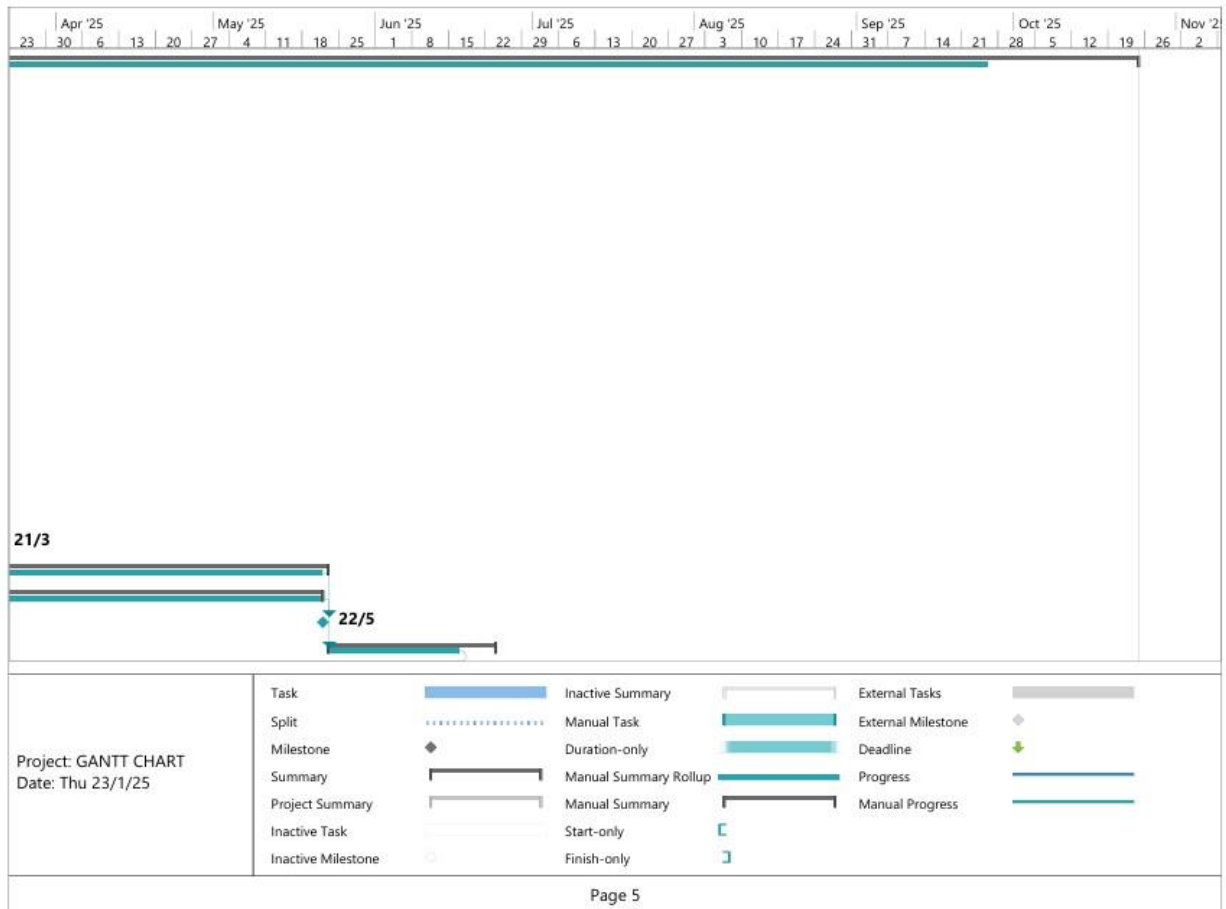 Apr '25 May '25 Jun '25 Jul '25 Aug '25 Sep '25 Oct '25 Nov '2
23 30 6 13 20 27 4 11 18 25 1 8 15 22 29 6 13 20 27 3 10 17 24 31 7 14 21 28 5 12 19 26 2
21/3
22/5
Project: GANTT CHART
Date: Thu 23/1/25
Task
Split
Milestone
Summary
Project Summary
Inactive Task
Inactive Milestone
Inactive Summary
Manual Task
Duration-only
Manual Summary Rollup
Manual Summary
Start-only
Finish-only
External Tasks
External Milestone
Deadline
Progress
Manual Progress
Page 5